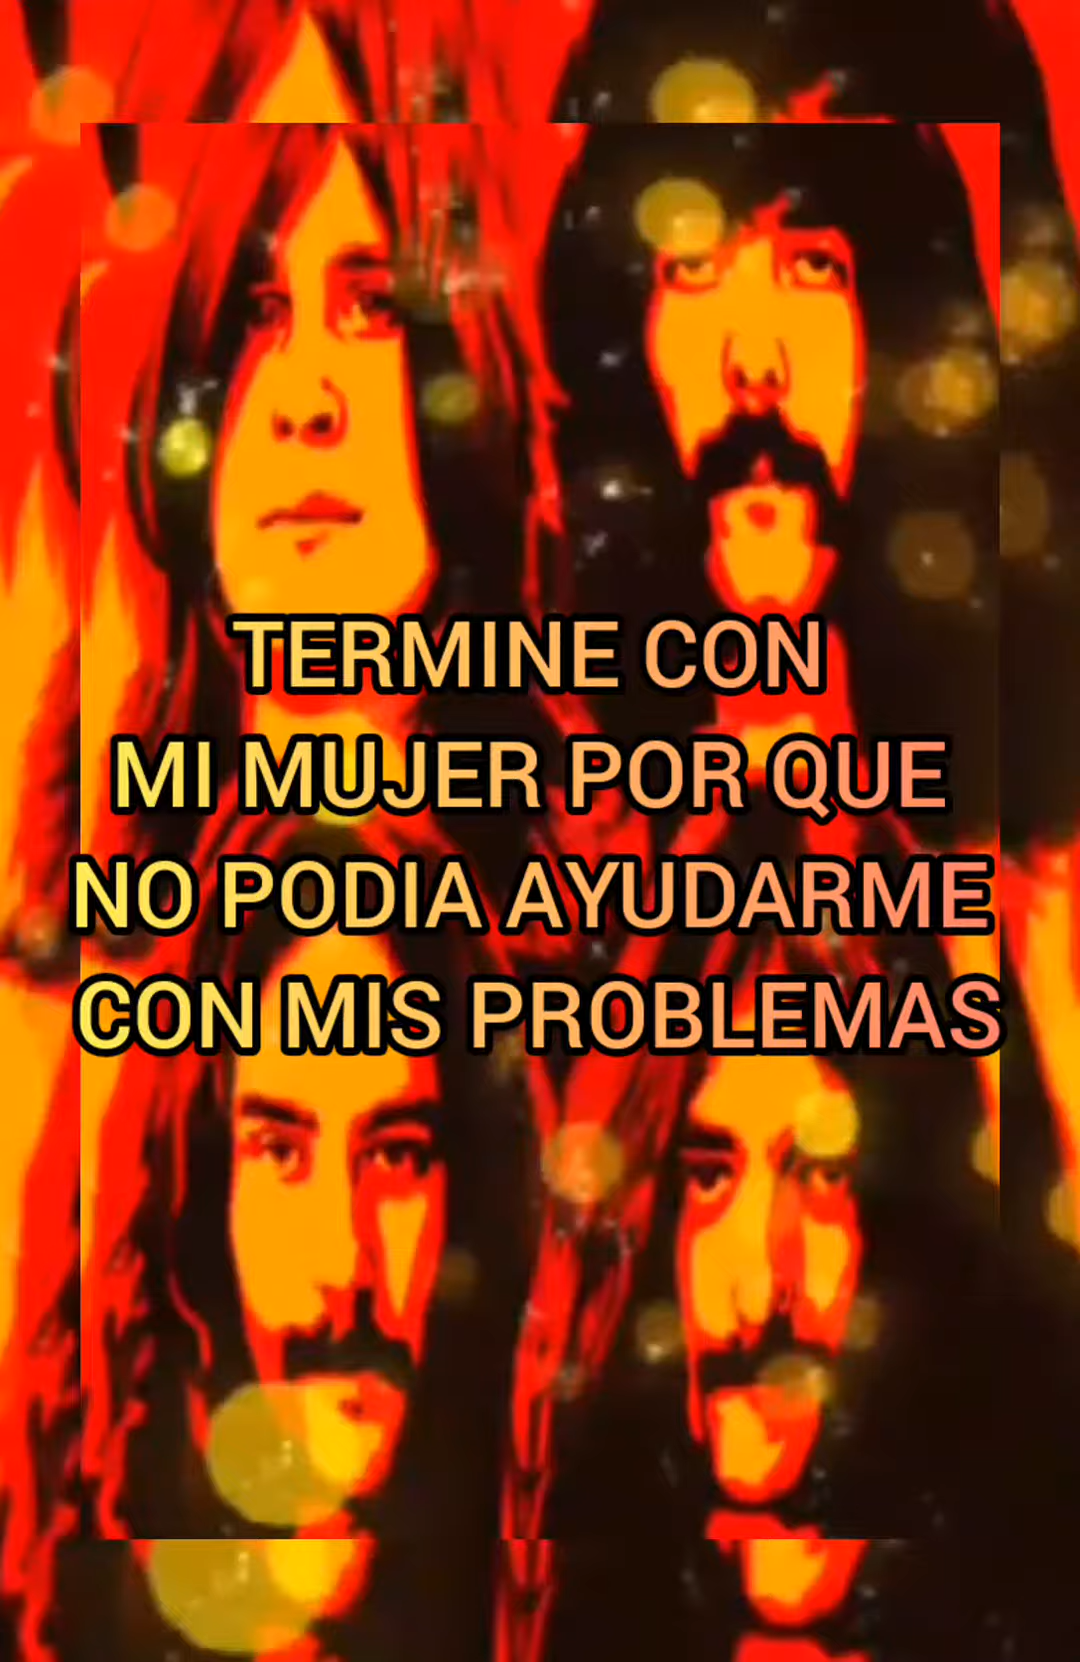 TERMINE CON
MI MUJER POR QUE
NO PODIA AYUDARME
CON MIS PROBLEMAS